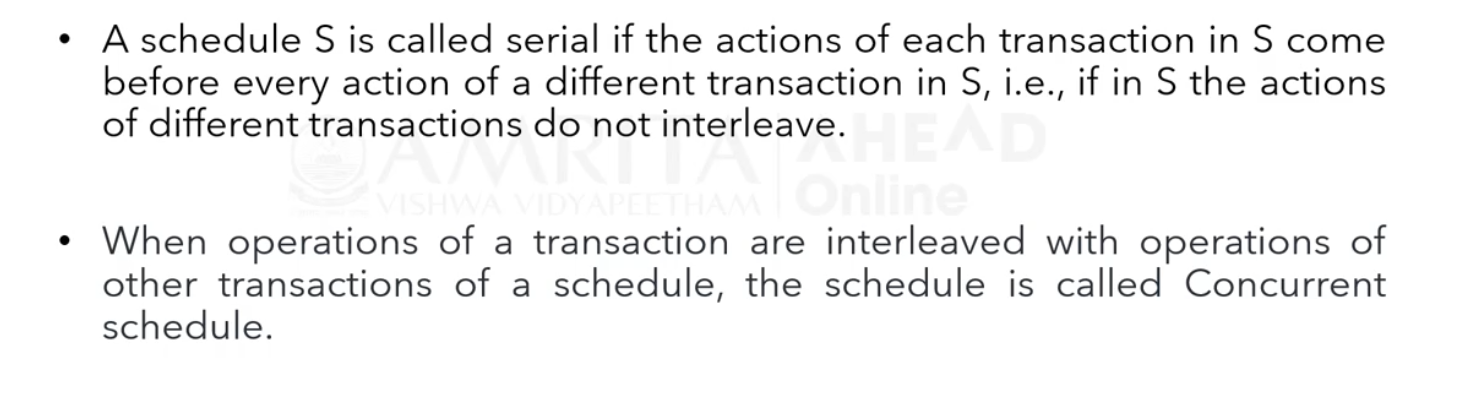 • A schedule S is called serial if the actions of each transaction in S come
before every action of a different transaction in S, i.e., if in S the actions
of different transactions do not interleave.
AMRITA AHEAD
VISHWA VIDYAPEETHAM Online
• When operations of a transaction are interleaved with operations of
other transactions of a schedule, the schedule is called Concurrent
schedule.